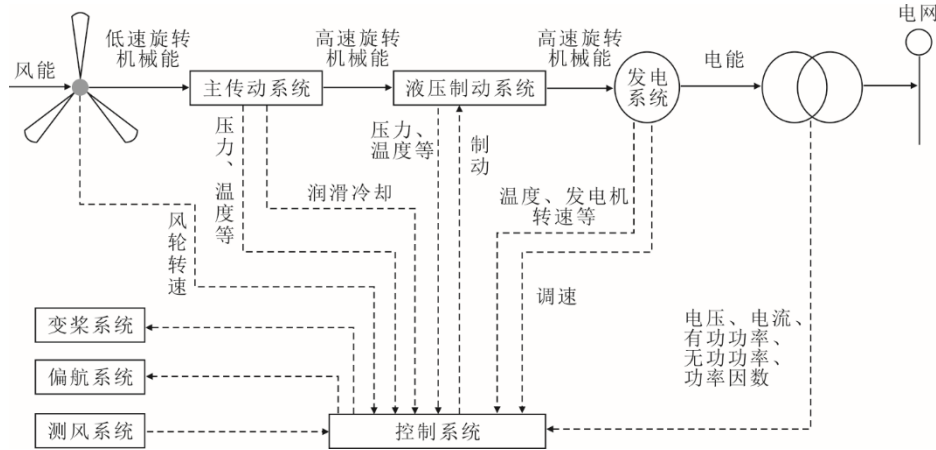 电网
低速旋转
机械能
高速旋转
机械能
高速旋转
机械能
风能
主传动系统
液压制动系统
发电
系统
电能
压力、温度等
润滑冷却
压力、
温度等
制动
温度、发电机
转速等
风轮转速
调速
电压、电流、
有功功率、
无功功率、
功率因数
变桨系统
偏航系统
测风系统
控制系统